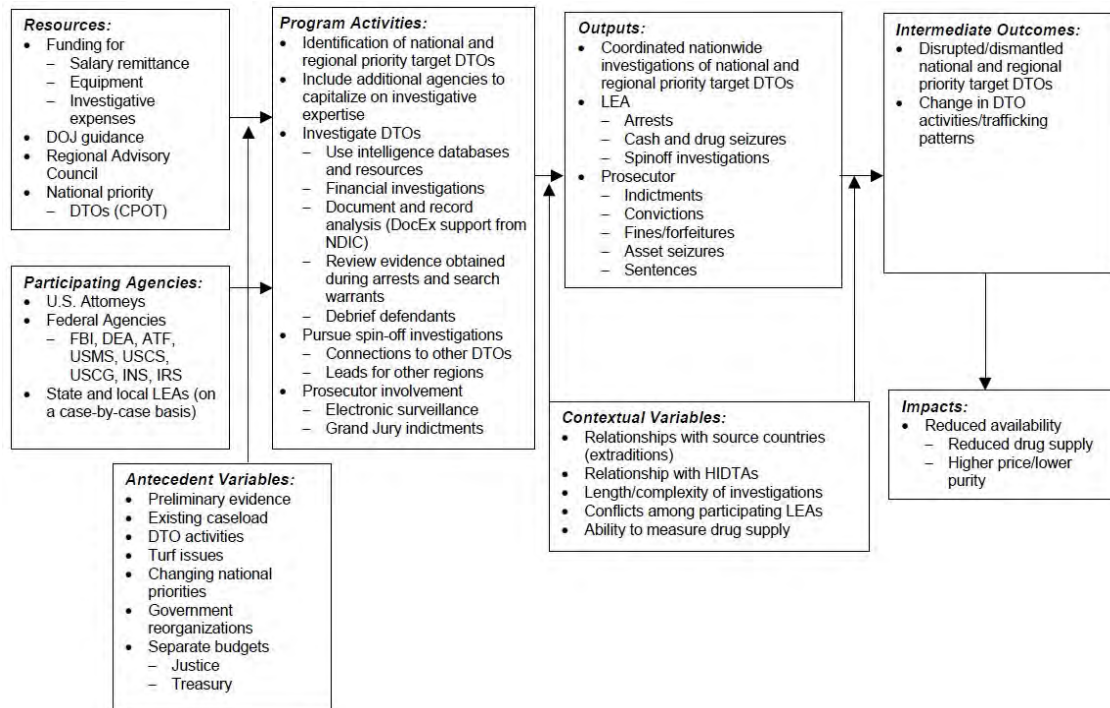 Resources:
• Funding for
– Salary remittance
– Equipment
– Investigative
expenses
• DOJ guidance
• Regional Advisory
Council
• National priority
– DTOs (CPOT)
Participating Agencies:
• U.S. Attorneys
• Federal Agencies
– FBI, DEA, ATF,
USMS, USCS,
USCG, INS, IRS
• State and local LEAs (on
a case-by-case basis)
Antecedent Variables:
• Preliminary evidence
• Existing caseload
• DTO activities
• Turf issues
• Changing national
priorities
• Government
reorganizations
• Separate budgets
– Justice
– Treasury
Program Activities:
• Identification of national and
regional priority target DTOs
• Include additional agencies to
capitalize on investigative
expertise
• Investigate DTOs
– Use intelligence databases
and resources
– Financial investigations
– Document and record
analysis (DocEx support from
NDIC)
– Review evidence obtained
during arrests and search
warrants
– Debrief defendants
• Pursue spin-off investigations
– Connections to other DTOs
– Leads for other regions
• Prosecutor involvement
– Electronic surveillance
– Grand Jury indictments
Outputs:
• Coordinated nationwide
investigations of national and
regional priority target DTOs
• LEA
– Arrests
– Cash and drug seizures
– Spinoff investigations
• Prosecutor
– Indictments
– Convictions
– Fines/forfeitures
– Asset seizures
– Sentences
Contextual Variables:
• Relationships with source countries
(extraditions)
• Relationship with HIDTAs
• Length/complexity of investigations
• Conflicts among participating LEAs
• Ability to measure drug supply
Intermediate Outcomes:
• Disrupted/dismantled
national and regional
priority target DTOs
• Change in DTO
activities/trafficking
patterns
Impacts:
• Reduced availability
– Reduced drug supply
– Higher price/lower
purity